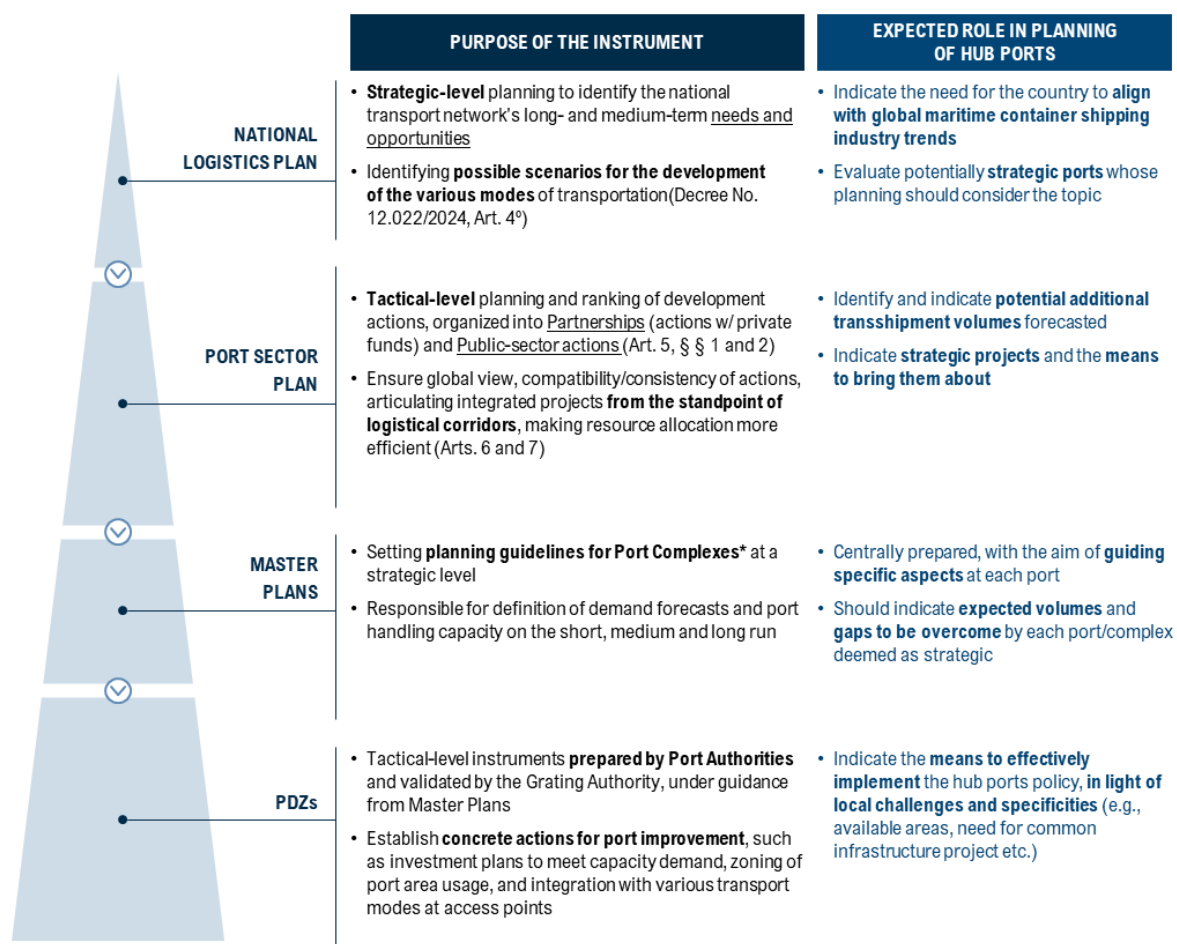 PURPOSE OF THE INSTRUMENT
EXPECTED ROLE IN PLANNING
OF HUB PORTS
NATIONAL
LOGISTICS PLAN
• Strategic-level planning to identify the national
transport network's long- and medium-term needs and
opportunities
• Identifying possible scenarios for the development
of the various modes of transportation(Decree No.
12.022/2024, Art. 4º)
• Indicate the need for the country to align
with global maritime container shipping
industry trends
• Evaluate potentially strategic ports whose
planning should consider the topic
PORT SECTOR
PLAN
• Tactical-level planning and ranking of development
actions, organized into Partnerships (actions w/ private
funds) and Public-sector actions (Art. 5, § § 1 and 2)
• Ensure global view, compatibility/consistency of actions,
articulating integrated projects from the standpoint of
logistical corridors, making resource allocation more
efficient (Arts. 6 and 7)
• Identify and indicate potential additional
transshipment volumes forecasted
• Indicate strategic projects and the means
to bring them about
MASTER
PLANS
• Setting planning guidelines for Port Complexes* at a
strategic level
• Responsible for definition of demand forecasts and port
handling capacity on the short, medium and long run
• Centrally prepared, with the aim of guiding
specific aspects at each port
• Should indicate expected volumes and
gaps to be overcome by each port/complex
deemed as strategic
PDZs
• Tactical-level instruments prepared by Port Authorities
and validated by the Grating Authority, under guidance
from Master Plans
• Establish concrete actions for port improvement, such
as investment plans to meet capacity demand, zoning of
port area usage, and integration with various transport
modes at access points
• Indicate the means to effectively
implement the hub ports policy, in light of
local challenges and specificities (e.g.,
available areas, need for common
infrastructure project etc.)